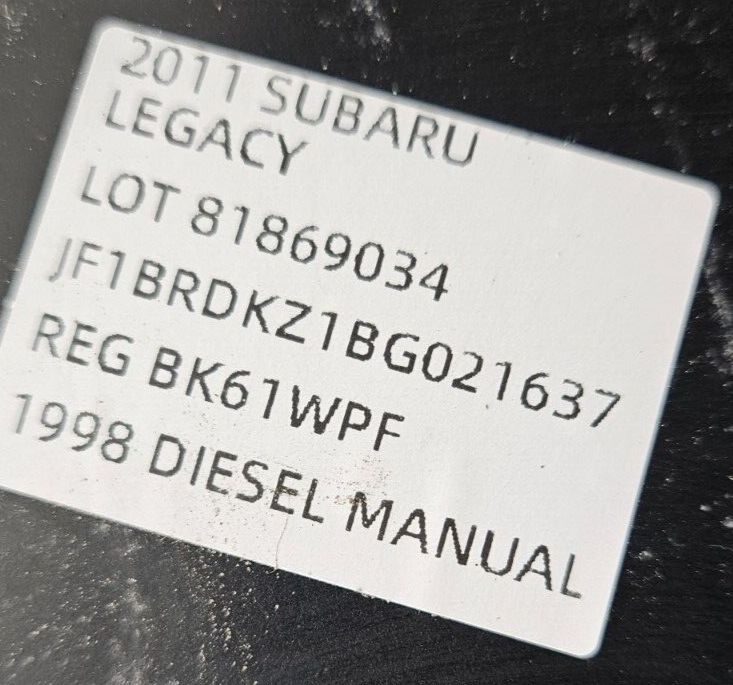 2011 SUBARU
LEGACY
LOT 81869034
JF1BRDKZ1BG021637
REG BK61WPF
1998 DIESEL MANUAL